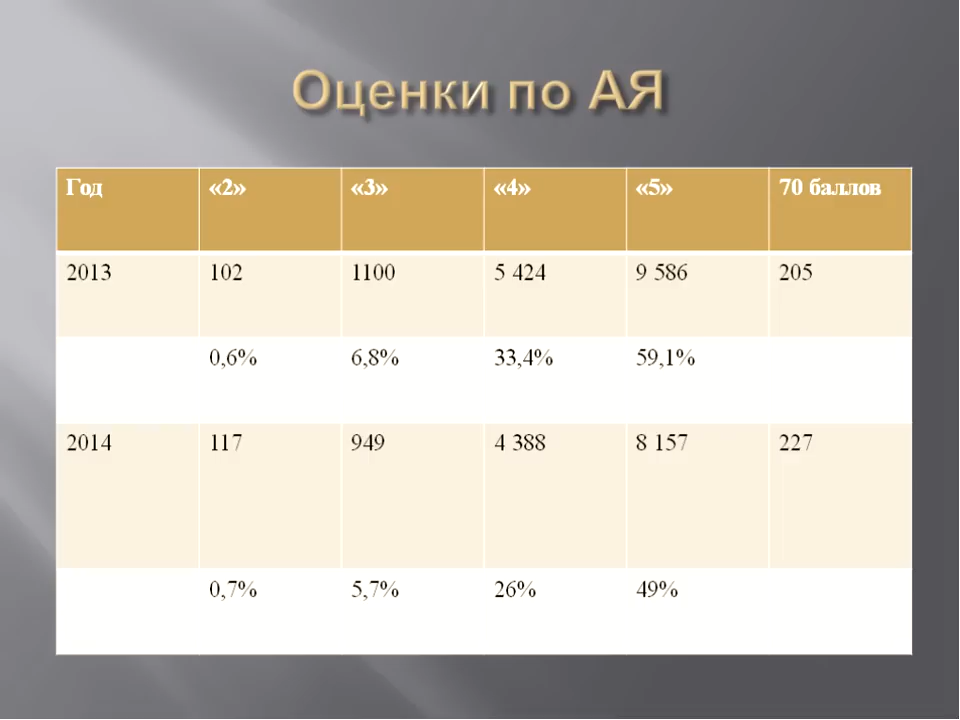 Оценки по АЯ
Год «2» «3» «4» «5» 70 баллов
2013 102 1100 5 424 9 586 205
0,6% 6,8% 33,4% 59,1%
2014 117 949 4 388 8 157 227
0,7% 5,7% 26% 49%